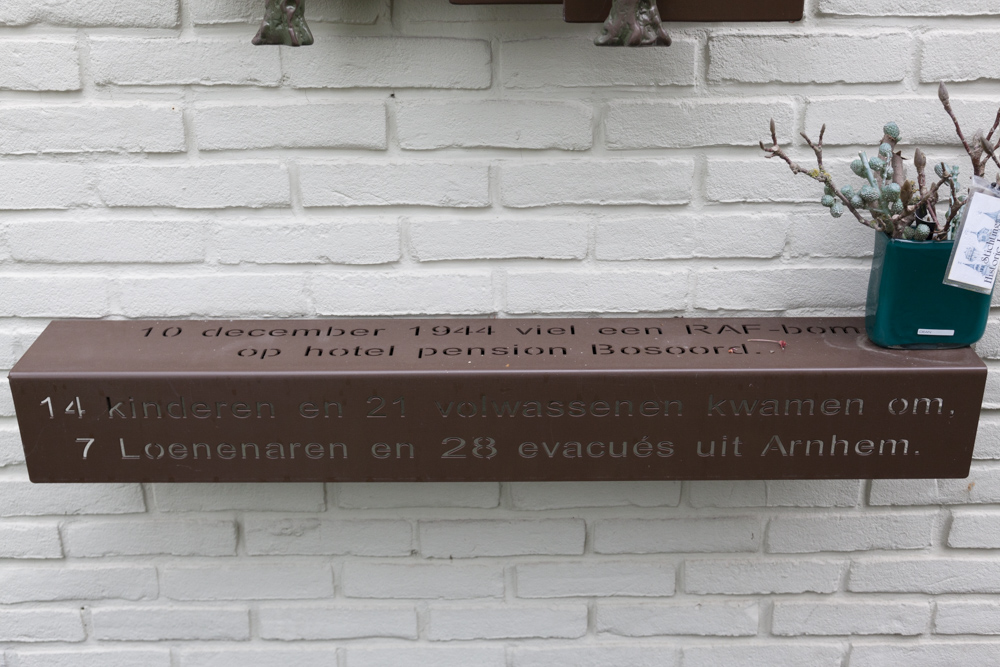 10 december 1944 viel een RAF-bom
op hotel pension Bosoord..
14 kinderen en 21 volwassenen kwamen om,
7 Loenenaren en 28 evacués uit Arnhem.
Stichting